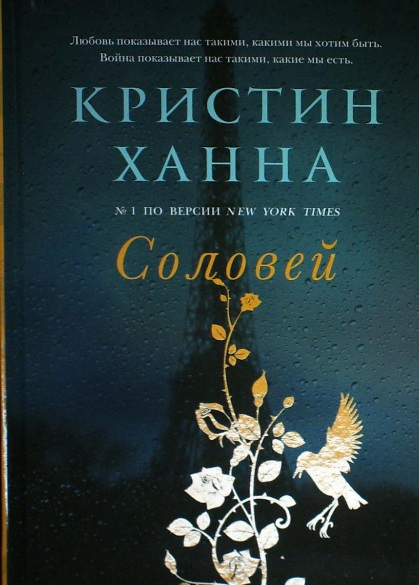 Любовь показывает нас такими, какими мы хотим быть.
Война показывает нас такими, какие мы есть.
КРИСТИН
ХАННА
№ 1 ПО ВЕРСИИ NEW YORK TIMES
Соловей